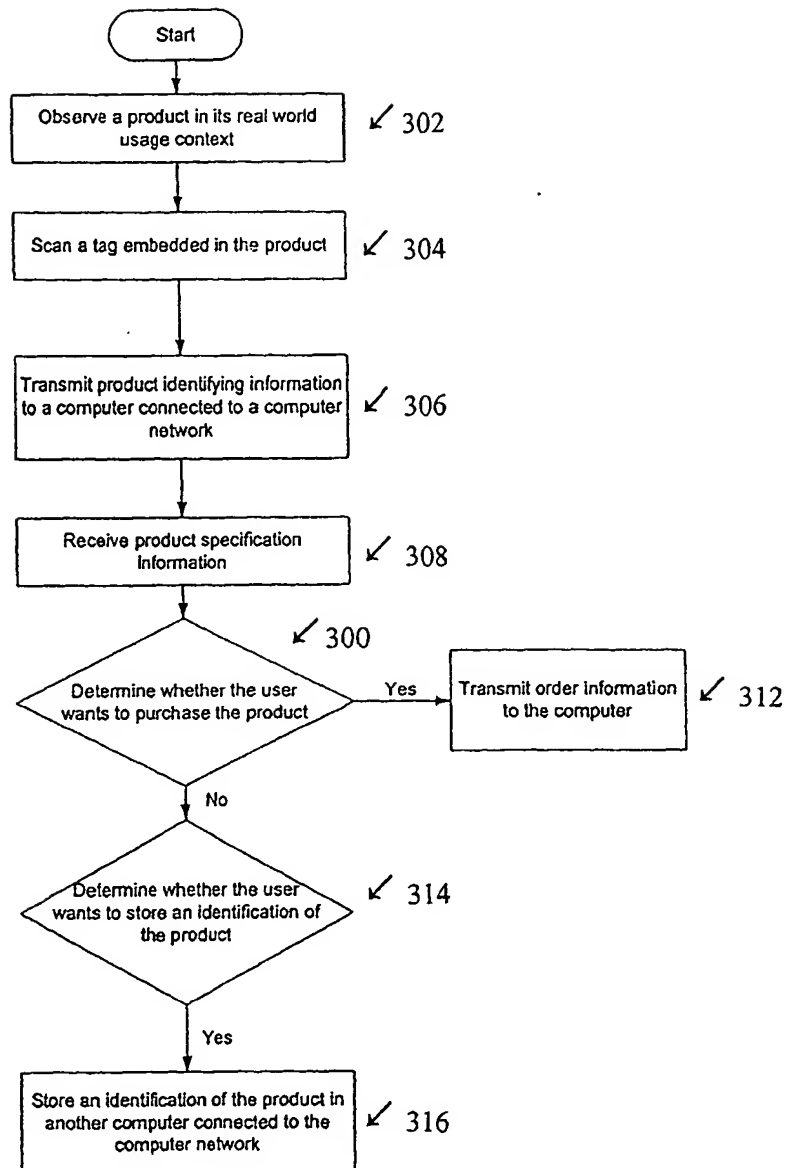 Start
Observe a product in its real world
usage context
302
Scan a tag embedded in the product
304
Transmit product identifying information
to a computer connected to a computer
network
306
Receive product specification
information
308
300
Determine whether the user
wants to purchase the product
Yes
Transmit order information
to the computer
312
No
Determine whether the user
wants to store an identification of
the product
314
Yes
Store an identification of the product in
another computer connected to the
computer network
316